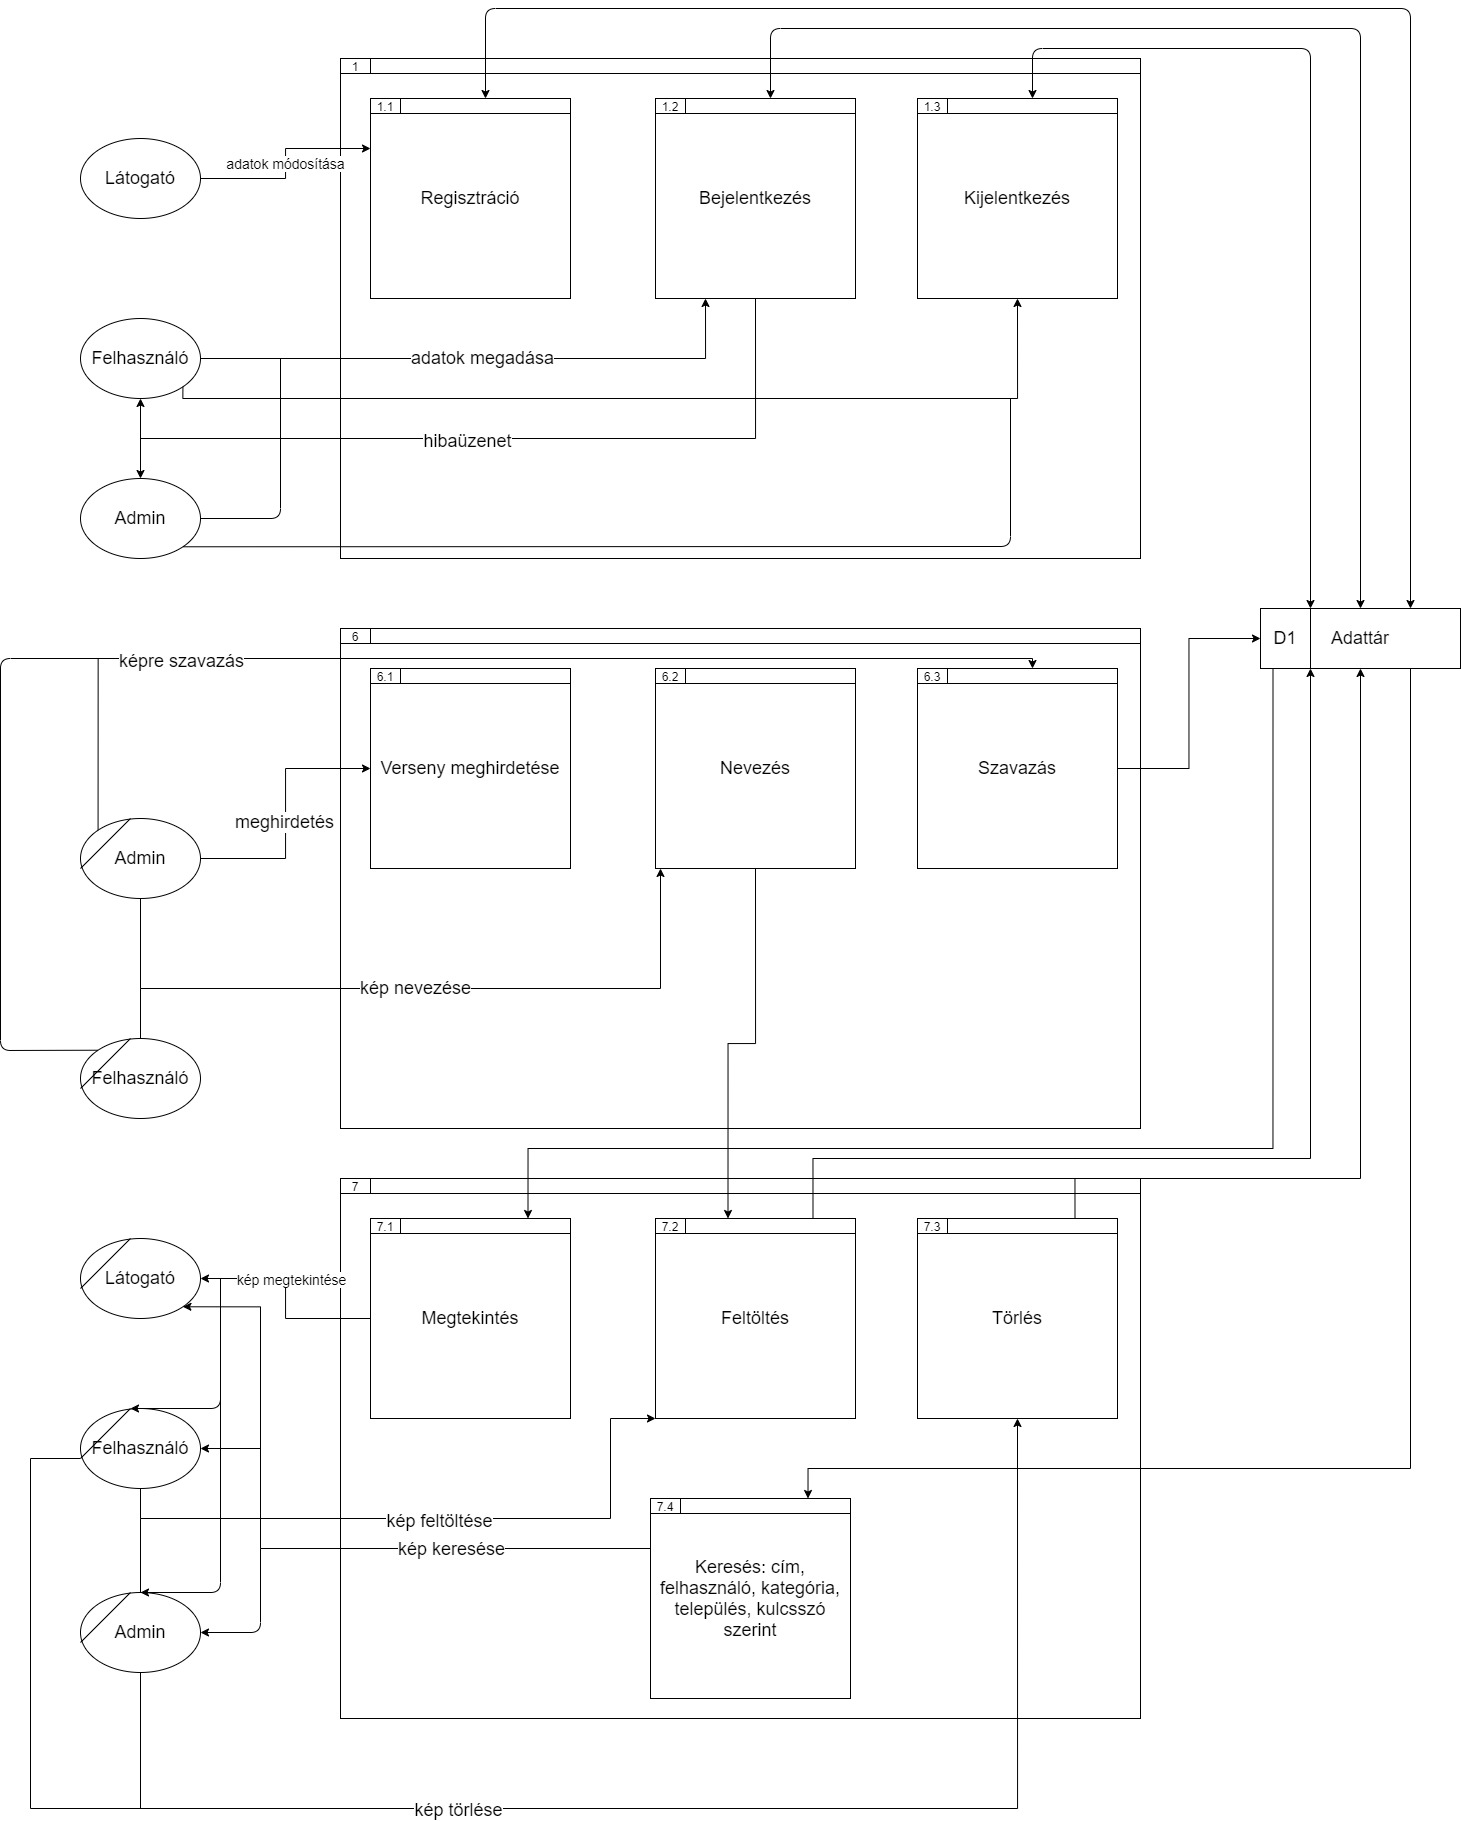 1
1.1
1.2
1.3
Látogató
adatok módosítása
Regisztráció
Bejelentkezés
Kijelentkezés
Felhasználó
adatok megadása
hibaüzenet
Admin
D1
Adattár
6
képre szavazás
6.1
6.2
6.3
Verseny meghirdetése
Nevezés
Szavazás
meghirdetés
Admin
kép nevezése
Felhasználó
7
7.1
7.2
7.3
Látogató
kép megtekintése
Megtekintés
Feltöltés
Törlés
Felhasználó
7.4
kép feltöltése
kép keresése
Keresés: cím,
felhasználó, kategória,
település, kulcsszó
szerint
Admin
kép törlése